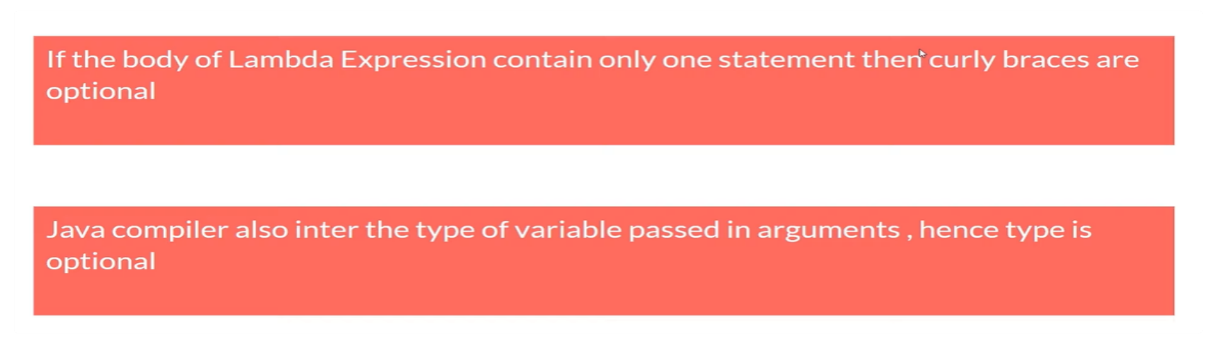 If the body of Lambda Expression contain only one statement then curly braces are
optional
Java compiler also inter the type of variable passed in arguments , hence type is
optional